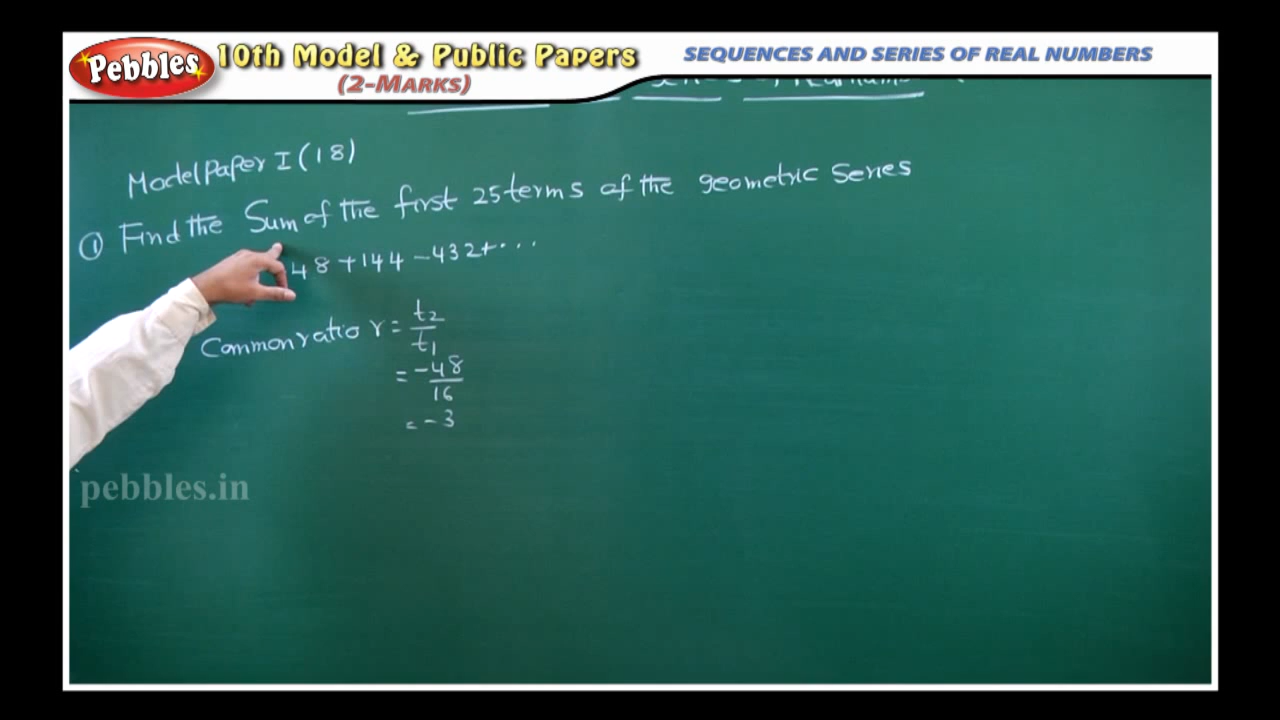 Pebbles
10th Model & Public Papers
(2-MARKS)
SEQUENCES AND SERIES OF REAL NUMBERS
Model Paper I (18)
① Find the Sum of the first 25 terms of the geometric series
48 + 144 - 432 + ...
Common ratio r = t2/t1
= -48/16
= -3
pebbles.in